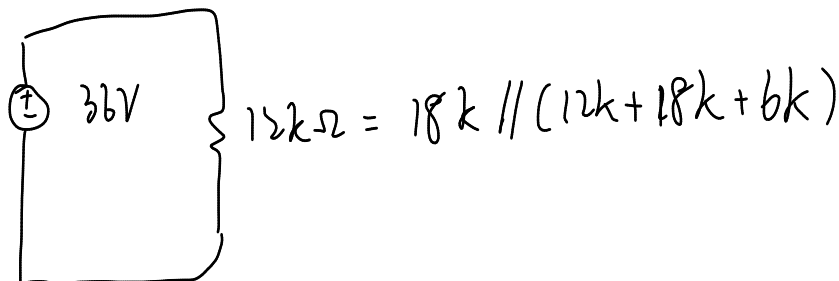 ± 36V 12kΩ = 18k // (12k+18k+6k)